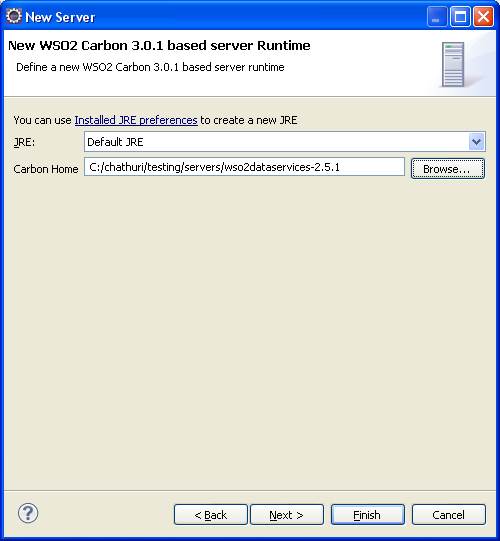 New Server
New WSO2 Carbon 3.0.1 based server Runtime
Define a new WSO2 Carbon 3.0.1 based server runtime
You can use Installed JRE preferences to create a new JRE
JRE: Default JRE
Carbon Home C:/chathuri/testing/servers/wso2dataservices-2.5.1 Browse...
? < Back Next > Finish Cancel